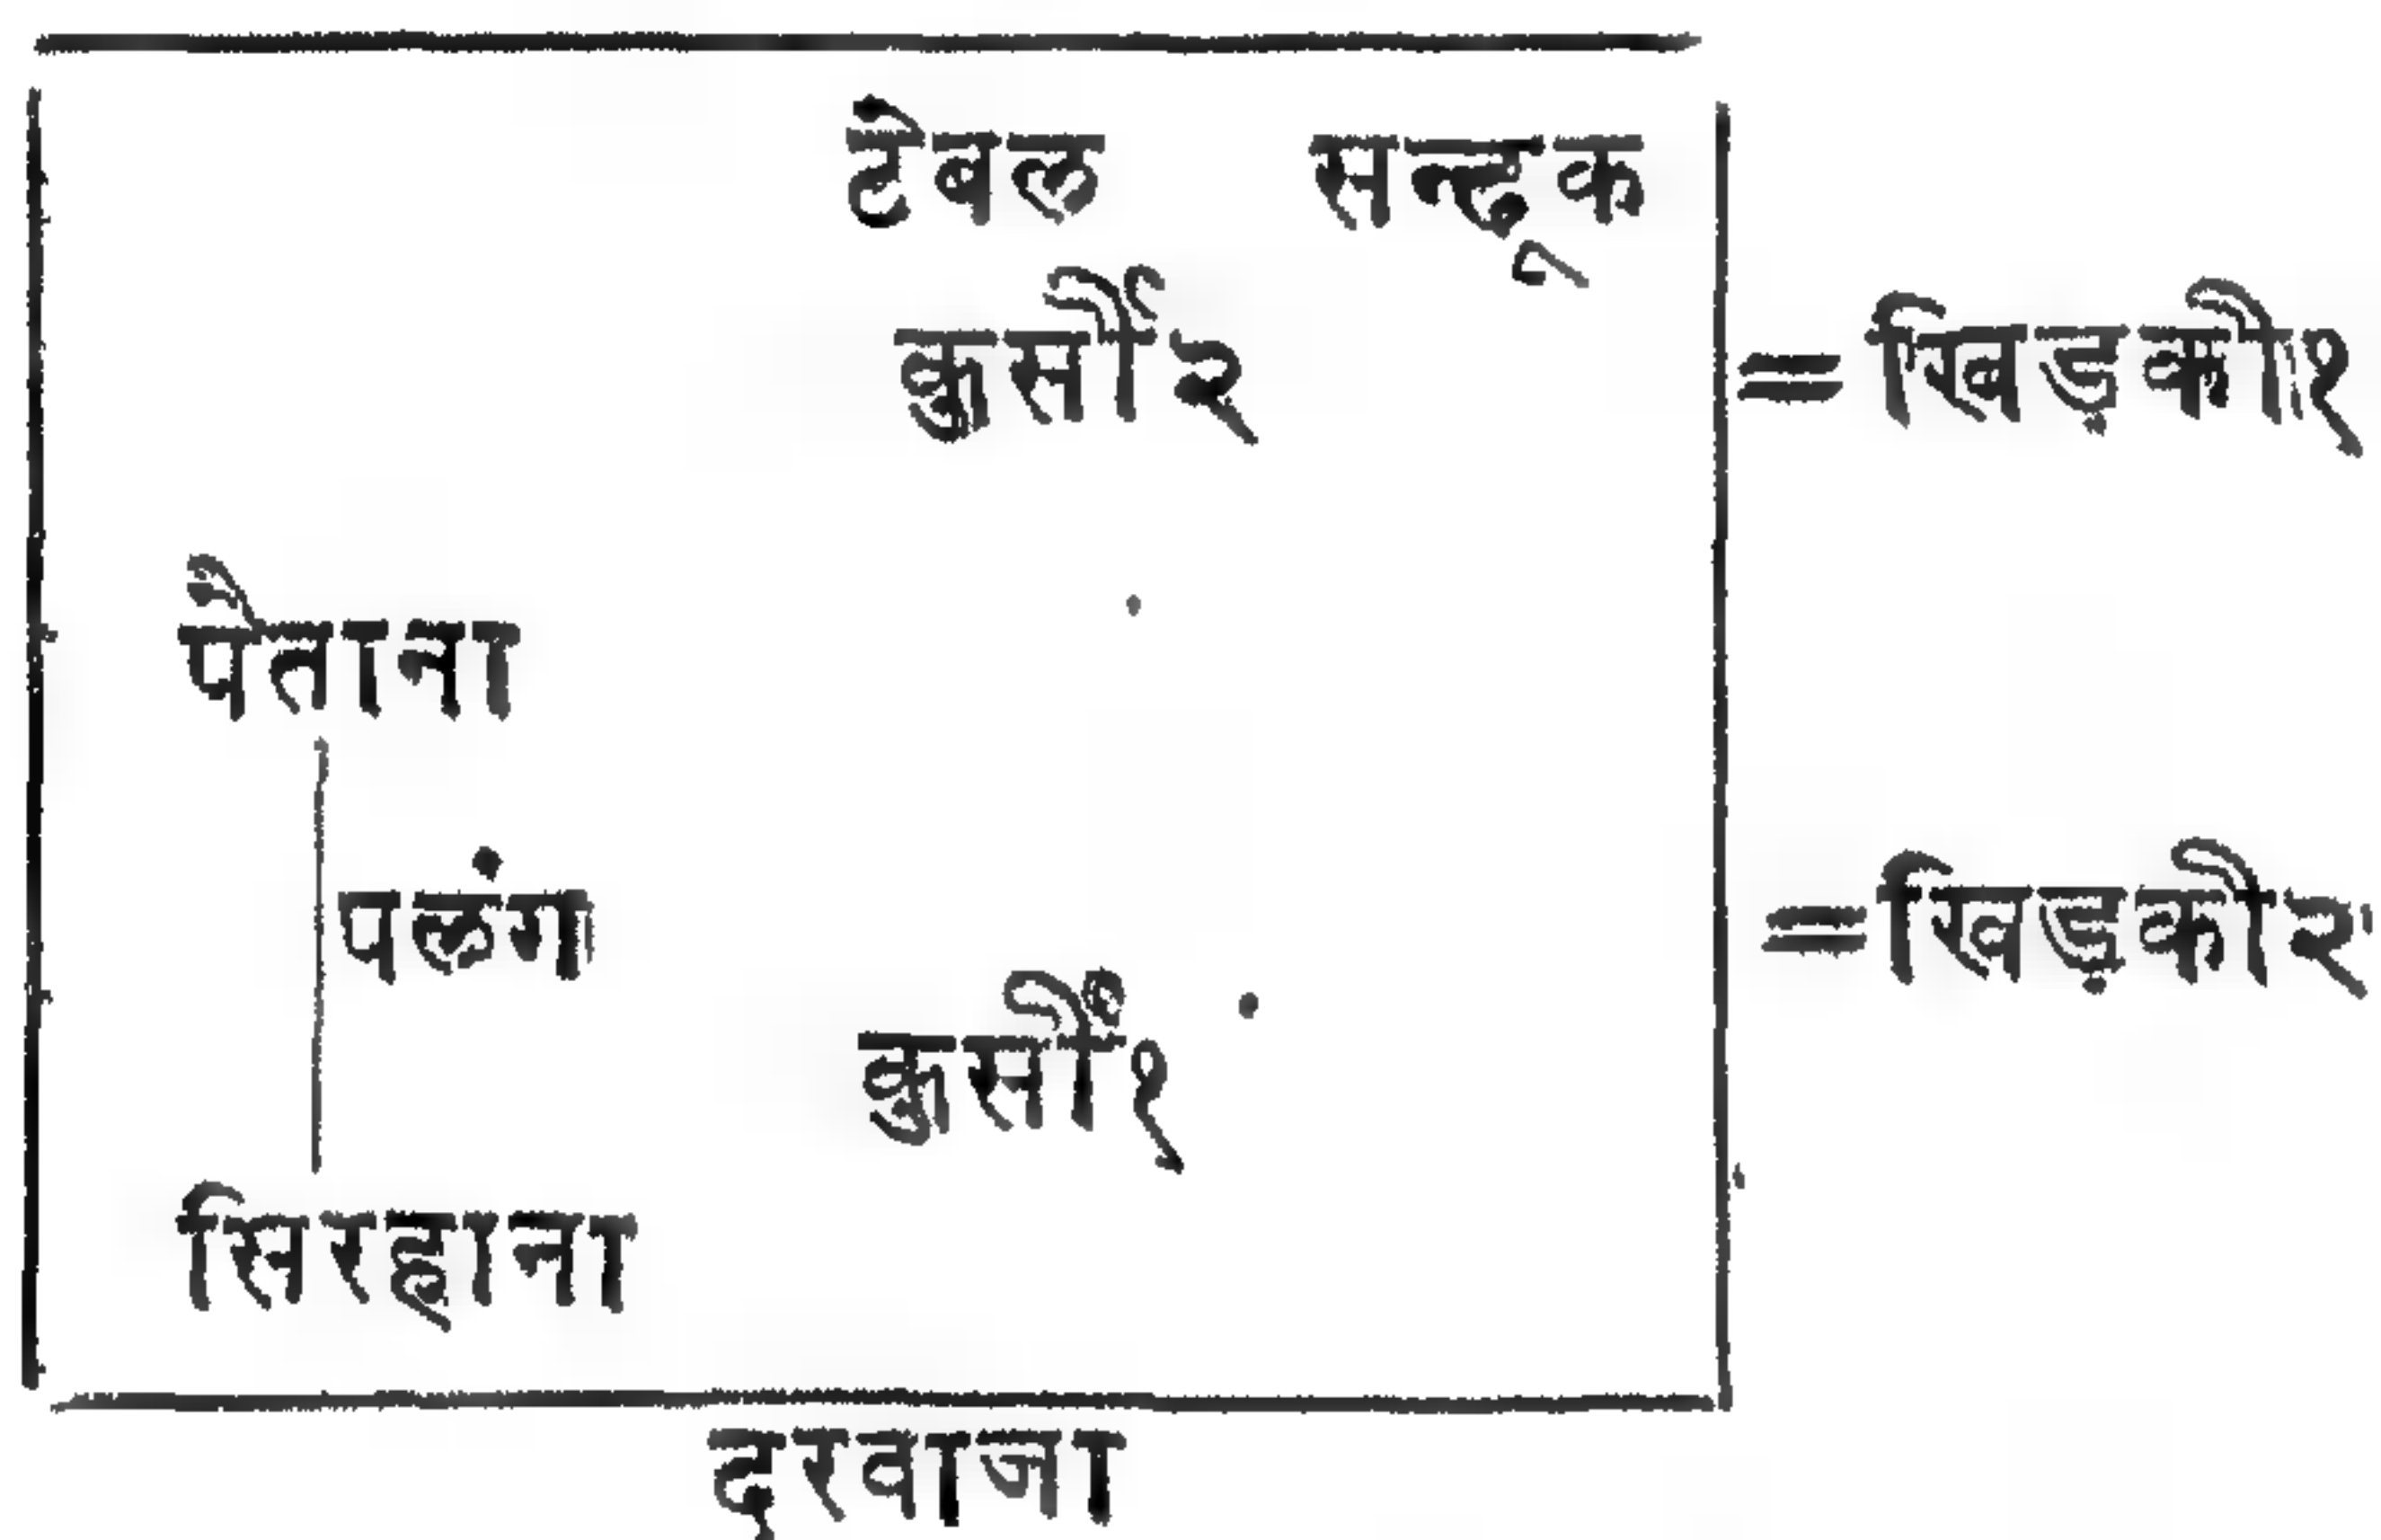 टेबल सन्दूक
कुर्सी२ =खिड़की१
पैताना
पलंग =खिड़की२
कुर्सी१
सिरहाना
दरवाजा